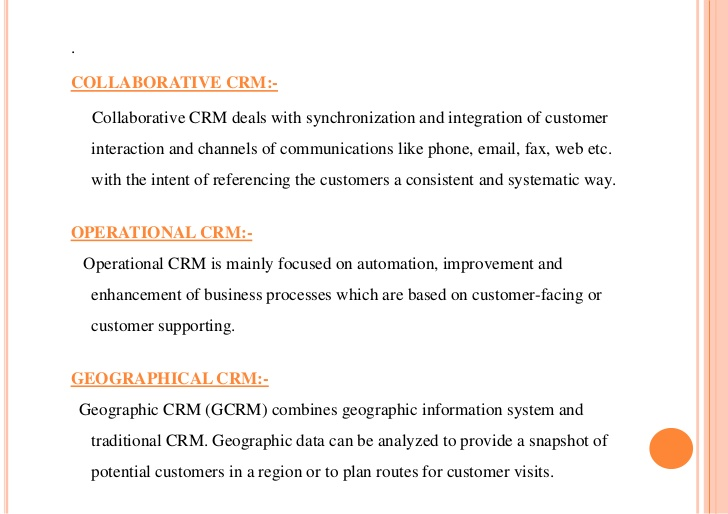 .
COLLABORATIVE CRM:-
Collaborative CRM deals with synchronization and integration of customer
interaction and channels of communications like phone, email, fax, web etc.
with the intent of referencing the customers a consistent and systematic way.
OPERATIONAL CRM:-
Operational CRM is mainly focused on automation, improvement and
enhancement of business processes which are based on customer-facing or
customer supporting.
GEOGRAPHICAL CRM:-
Geographic CRM (GCRM) combines geographic information system and
traditional CRM. Geographic data can be analyzed to provide a snapshot of
potential customers in a region or to plan routes for customer visits.